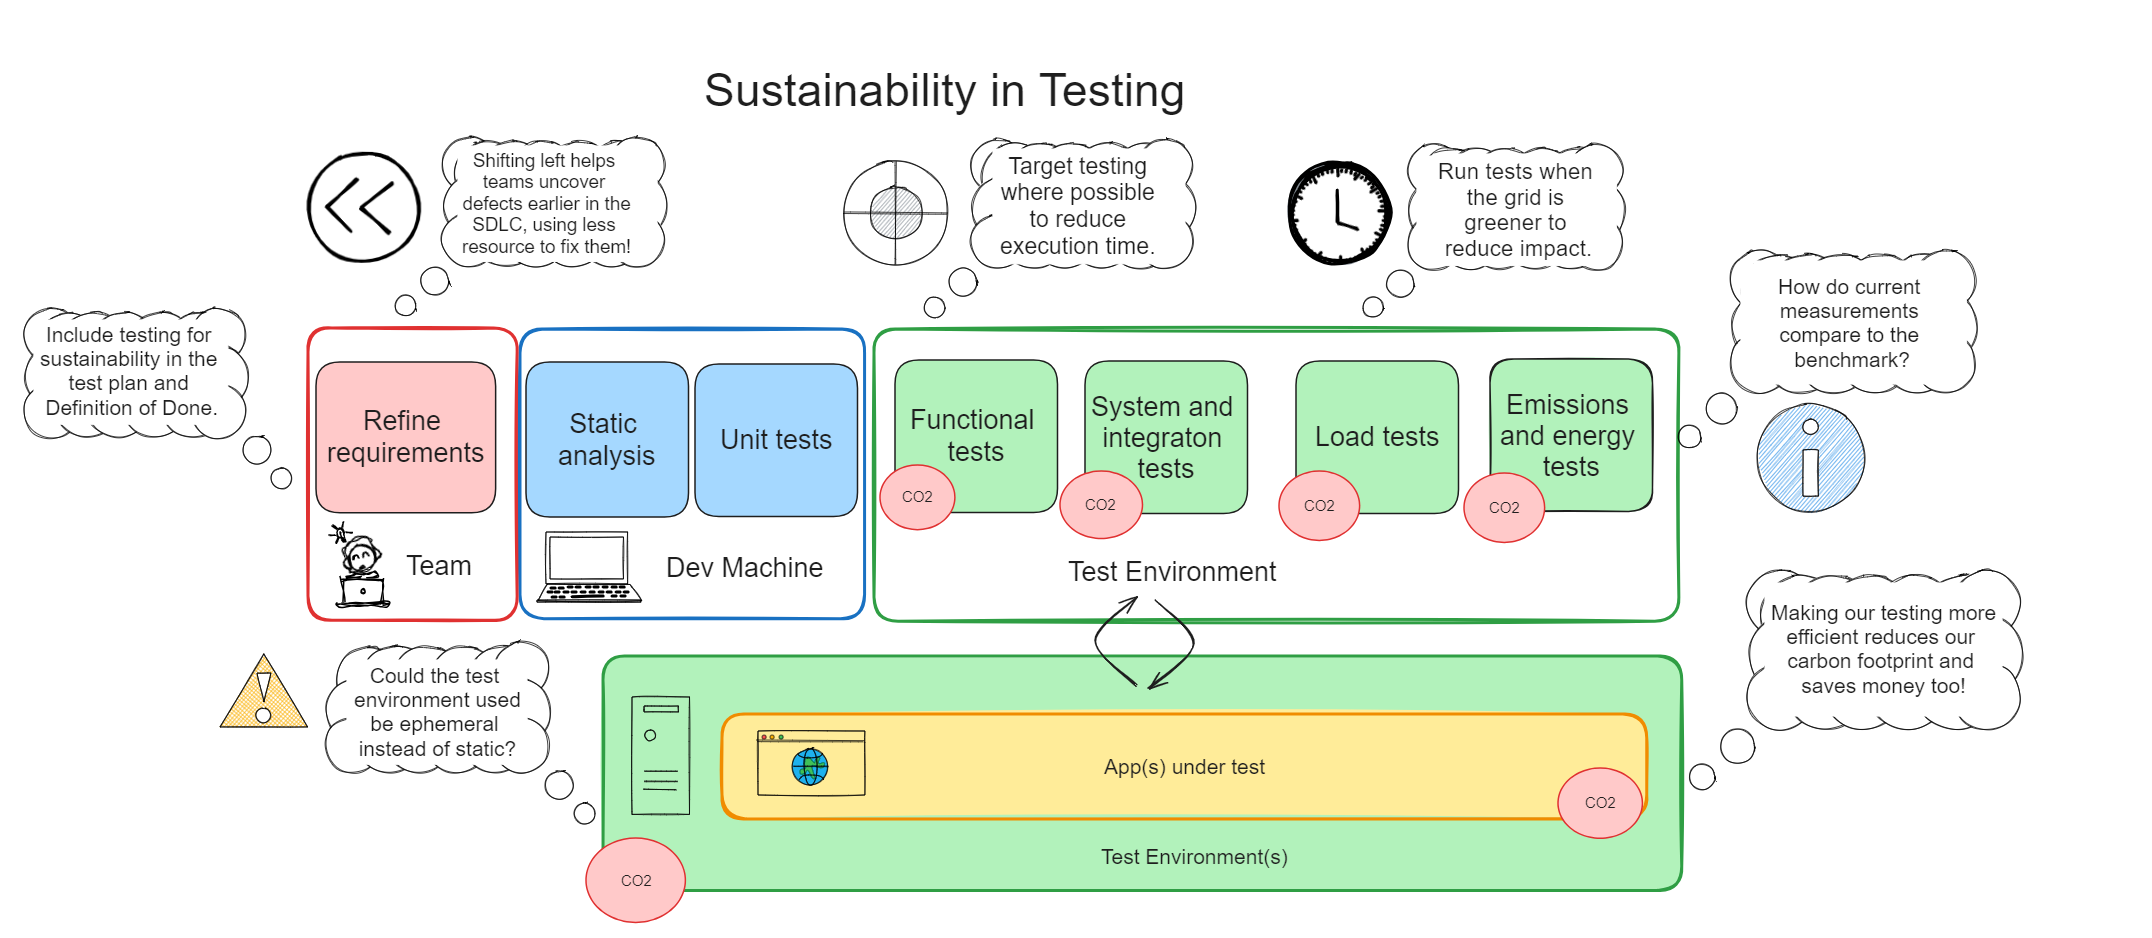 Sustainability in Testing
Shifting left helps
teams uncover
defects earlier in the
SDLC, using less
resource to fix them!
Target testing
where possible
to reduce
execution time.
Run tests when
the grid is
greener to
reduce impact.
How do current
measurements
compare to the
benchmark?
Include testing for
sustainability in the
test plan and
Definition of Done.
Refine
requirements
Team
Static
analysis
Unit tests
Dev Machine
Functional
tests
CO2
System and
integraton
tests
CO2
Load tests
CO2
Emissions
and energy
tests
CO2
Test Environment
Making our testing more
efficient reduces our
carbon footprint and
saves money too!
Could the test
environment used
be ephemeral
instead of static?
App(s) under test
CO2
Test Environment(s)
CO2